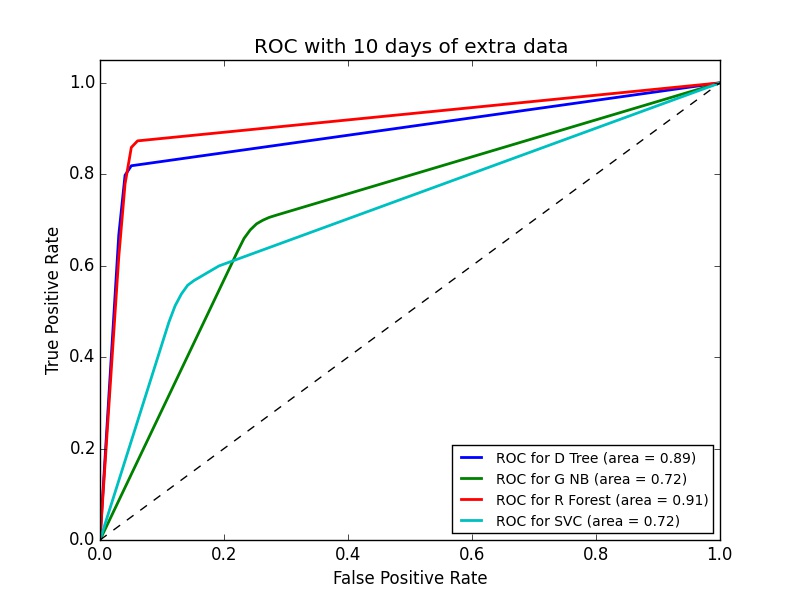 ROC with 10 days of extra data
True Positive Rate
1.0
0.8
0.6
0.4
0.2
0.0
0.0 0.2 0.4 0.6 0.8 1.0
False Positive Rate
ROC for D Tree (area = 0.89)
ROC for G NB (area = 0.72)
ROC for R Forest (area = 0.91)
ROC for SVC (area = 0.72)